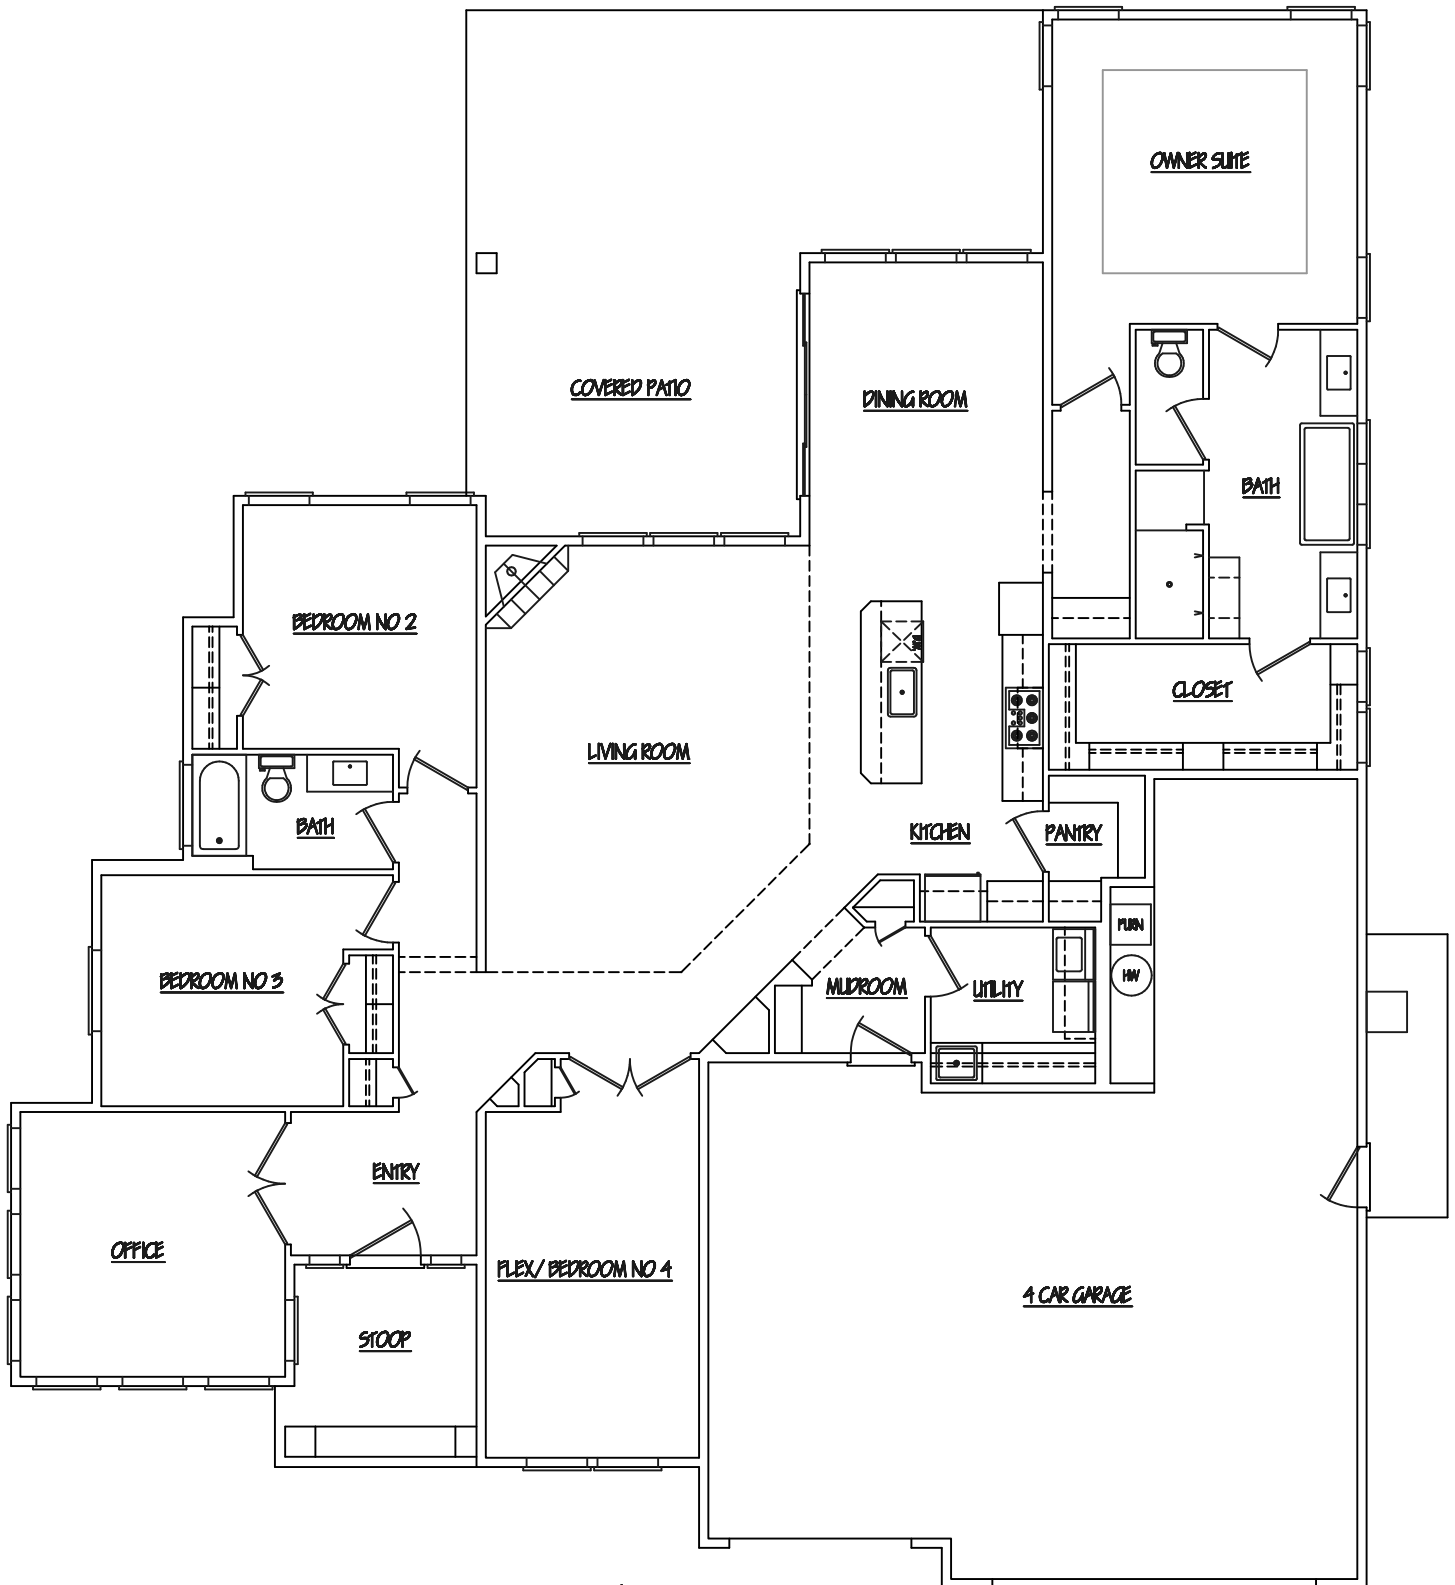 OWNER SUITE
COVERED PATIO
DINING ROOM
BATH
BEDROOM NO 2
CLOSET
LIVING ROOM
BATH
KITCHEN
PANTRY
FURN
BEDROOM NO 3
MUDROOM
UTILITY
HW
ENTRY
OFFICE
FLEX/ BEDROOM NO 4
4 CAR GARAGE
STOOP